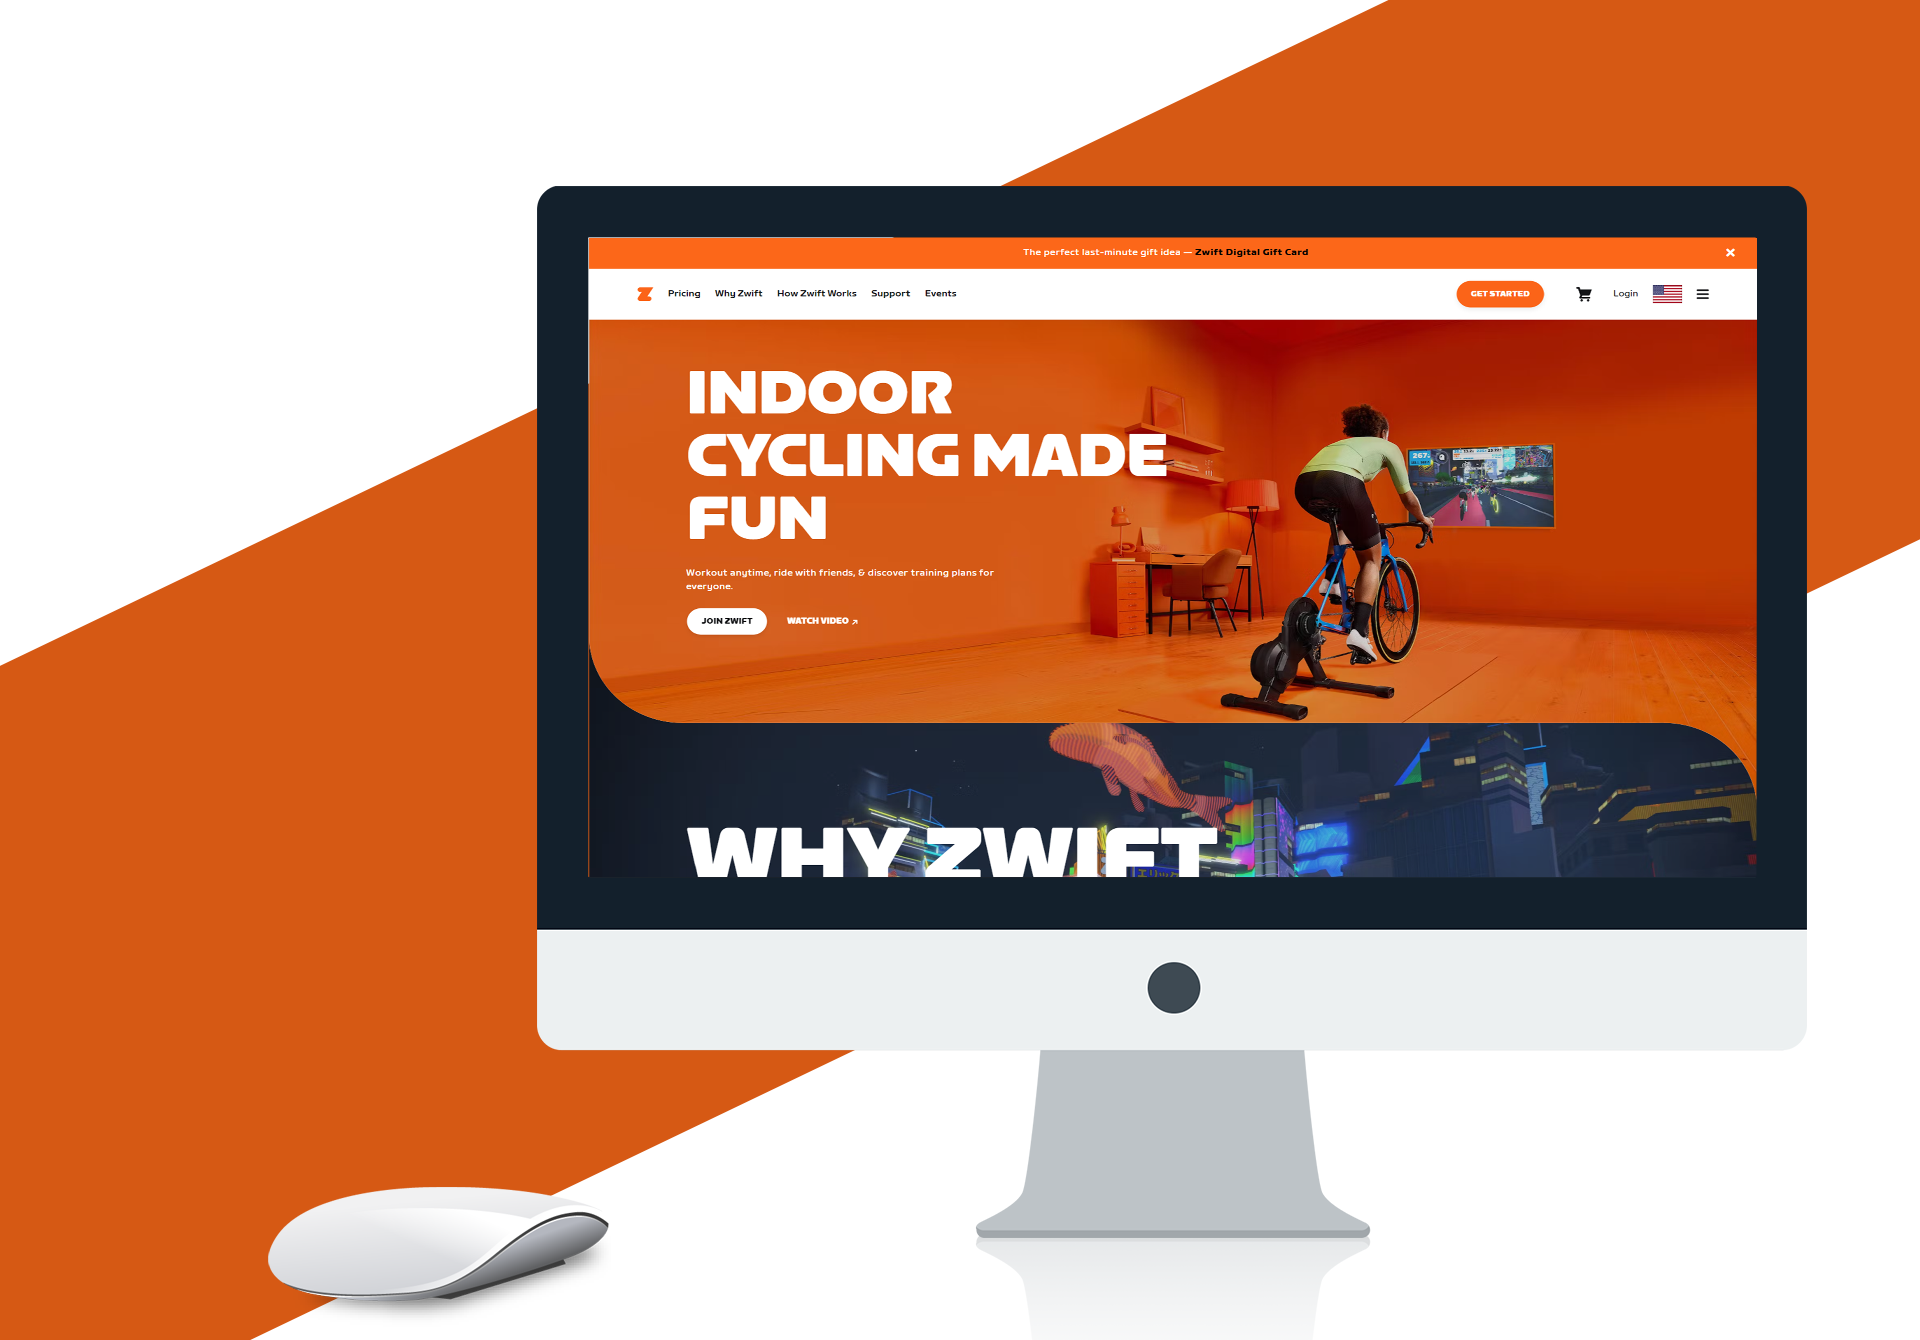 The perfect last-minute gift idea — Zwift Digital Gift Card
Pricing Why Zwift How Zwift Works Support Events GET STARTED Login
INDOOR
CYCLING MADE
FUN
267
Workout anytime, ride with friends, & discover training plans for
everyone.
JOIN ZWIFT WATCH VIDEO
WHY ZWIFT